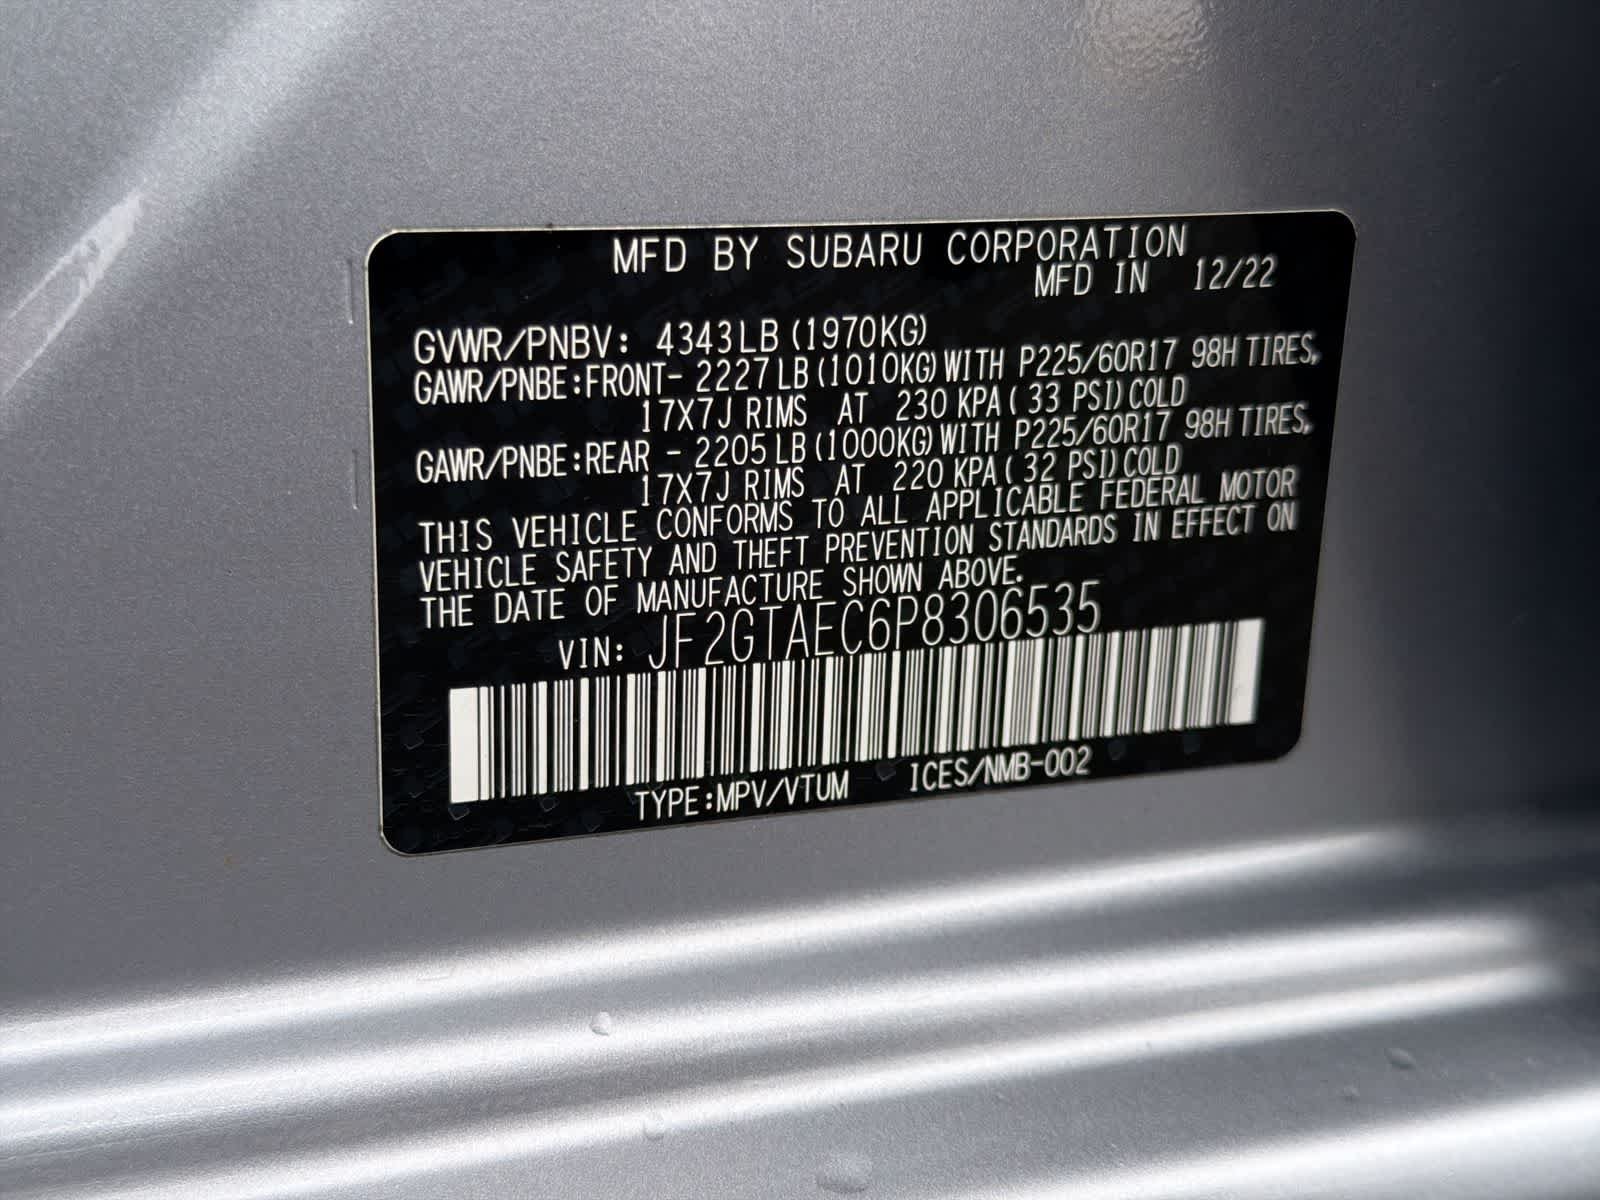 MFD BY SUBARU CORPORATION
MFD IN 12/22
GVWR/PNBV: 4343LB (1970KG)
GAWR/PNBE:FRONT- 2227LB (1010KG) WITH P225/60R17 98H TIRES,
17X7J RIMS AT 230 KPA (33 PSI) COLD
GAWR/PNBE:REAR - 2205LB (1000KG) WITH P225/60R17 98H TIRES,
17X7J RIMS AT 220 KPA (32 PSI) COLD
THIS VEHICLE CONFORMS TO ALL APPLICABLE FEDERAL MOTOR
VEHICLE SAFETY AND THEFT PREVENTION STANDARDS IN EFFECT ON
THE DATE OF MANUFACTURE SHOWN ABOVE.
VIN: JF2GTAEC6P8306535
TYPE:MPV/VTUM ICES/NMB-002